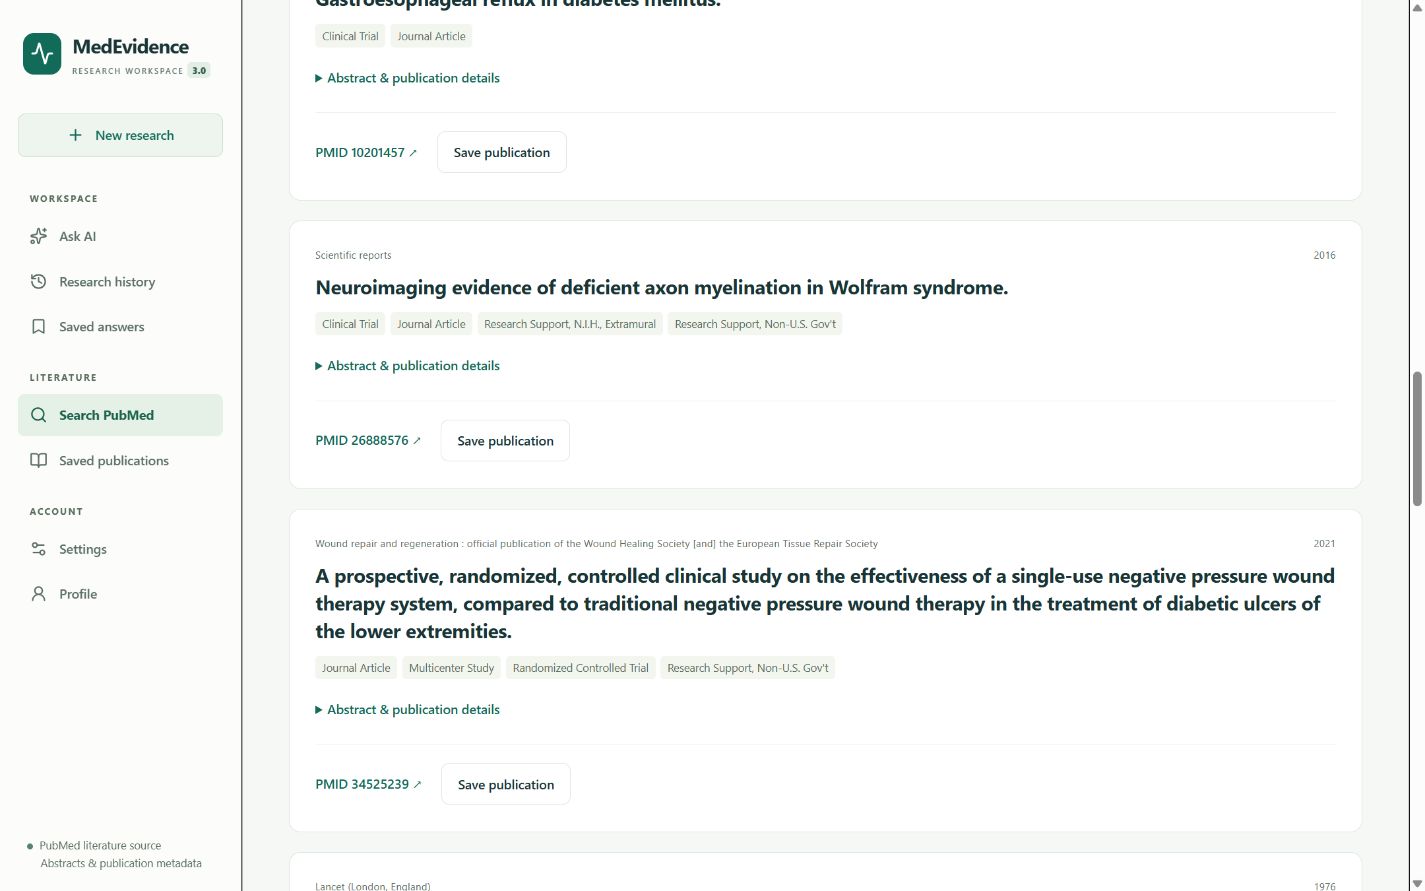 MedEvidence
RESEARCH WORKSPACE 3.0
New research
WORKSPACE
Ask AI
Research history
Saved answers
LITERATURE
Search PubMed
Saved publications
ACCOUNT
Settings
Profile
PubMed literature source
Abstracts & publication metadata
Gastroesophageal reflux in diabetes mellitus.
Clinical Trial Journal Article
Abstract & publication details
PMID 10201457 ↗ Save publication
Scientific reports 2016
Neuroimaging evidence of deficient axon myelination in Wolfram syndrome.
Clinical Trial Journal Article Research Support, N.I.H., Extramural Research Support, Non-U.S. Gov't
Abstract & publication details
PMID 26888576 ↗ Save publication
Wound repair and regeneration : official publication of the Wound Healing Society [and] the European Tissue Repair Society 2021
A prospective, randomized, controlled clinical study on the effectiveness of a single-use negative pressure wound
therapy system, compared to traditional negative pressure wound therapy in the treatment of diabetic ulcers of
the lower extremities.
Journal Article Multicenter Study Randomized Controlled Trial Research Support, Non-U.S. Gov't
Abstract & publication details
PMID 34525239 ↗ Save publication
Lancet (London, England) 1976